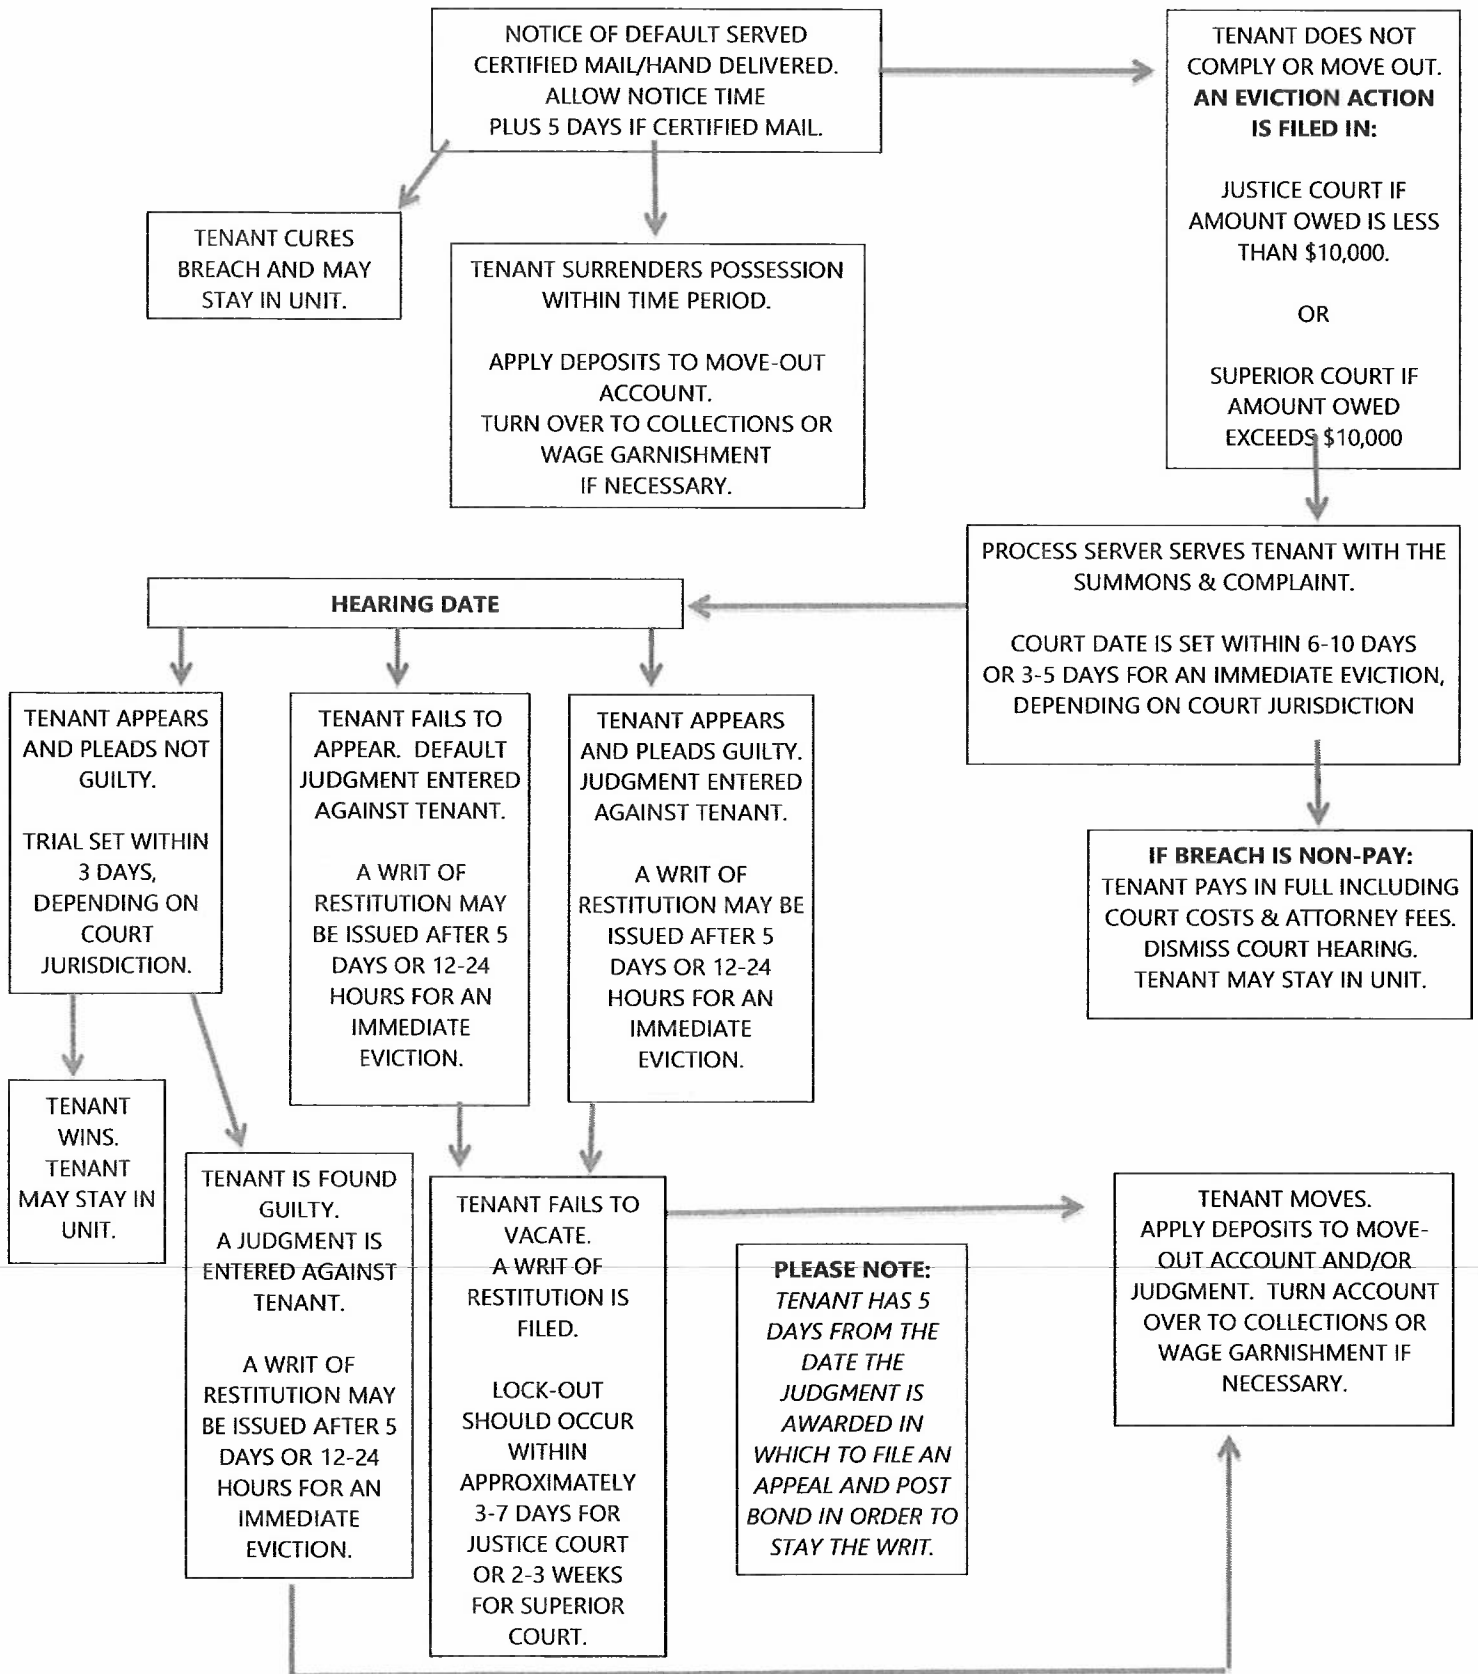 NOTICE OF DEFAULT SERVED
CERTIFIED MAIL/HAND DELIVERED.
ALLOW NOTICE TIME
PLUS 5 DAYS IF CERTIFIED MAIL.
TENANT DOES NOT
COMPLY OR MOVE OUT.
AN EVICTION ACTION
IS FILED IN:
JUSTICE COURT IF
AMOUNT OWED IS LESS
THAN $10,000.
OR
SUPERIOR COURT IF
AMOUNT OWED
EXCEEDS $10,000
TENANT CURES
BREACH AND MAY
STAY IN UNIT.
TENANT SURRENDERS POSSESSION
WITHIN TIME PERIOD.
APPLY DEPOSITS TO MOVE-OUT
ACCOUNT.
TURN OVER TO COLLECTIONS OR
WAGE GARNISHMENT
IF NECESSARY.
PROCESS SERVER SERVES TENANT WITH THE
SUMMONS & COMPLAINT.
COURT DATE IS SET WITHIN 6-10 DAYS
OR 3-5 DAYS FOR AN IMMEDIATE EVICTION,
DEPENDING ON COURT JURISDICTION
HEARING DATE
TENANT APPEARS
AND PLEADS NOT
GUILTY.
TRIAL SET WITHIN
3 DAYS,
DEPENDING ON
COURT
JURISDICTION.
TENANT FAILS TO
APPEAR. DEFAULT
JUDGMENT ENTERED
AGAINST TENANT.
A WRIT OF
RESTITUTION MAY
BE ISSUED AFTER 5
DAYS OR 12-24
HOURS FOR AN
IMMEDIATE
EVICTION.
TENANT APPEARS
AND PLEADS GUILTY.
JUDGMENT ENTERED
AGAINST TENANT.
A WRIT OF
RESTITUTION MAY BE
ISSUED AFTER 5
DAYS OR 12-24
HOURS FOR AN
IMMEDIATE
EVICTION.
IF BREACH IS NON-PAY:
TENANT PAYS IN FULL INCLUDING
COURT COSTS & ATTORNEY FEES.
DISMISS COURT HEARING.
TENANT MAY STAY IN UNIT.
TENANT
WINS.
TENANT
MAY STAY IN
UNIT.
TENANT IS FOUND
GUILTY.
A JUDGMENT IS
ENTERED AGAINST
TENANT.
A WRIT OF
RESTITUTION MAY
BE ISSUED AFTER 5
DAYS OR 12-24
HOURS FOR AN
IMMEDIATE
EVICTION.
TENANT FAILS TO
VACATE.
A WRIT OF
RESTITUTION IS
FILED.
LOCK-OUT
SHOULD OCCUR
WITHIN
APPROXIMATELY
3-7 DAYS FOR
JUSTICE COURT
OR 2-3 WEEKS
FOR SUPERIOR
COURT.
PLEASE NOTE:
TENANT HAS 5
DAYS FROM THE
DATE THE
JUDGMENT IS
AWARDED IN
WHICH TO FILE AN
APPEAL AND POST
BOND IN ORDER TO
STAY THE WRIT.
TENANT MOVES.
APPLY DEPOSITS TO MOVE-
OUT ACCOUNT AND/OR
JUDGMENT. TURN ACCOUNT
OVER TO COLLECTIONS OR
WAGE GARNISHMENT IF
NECESSARY.